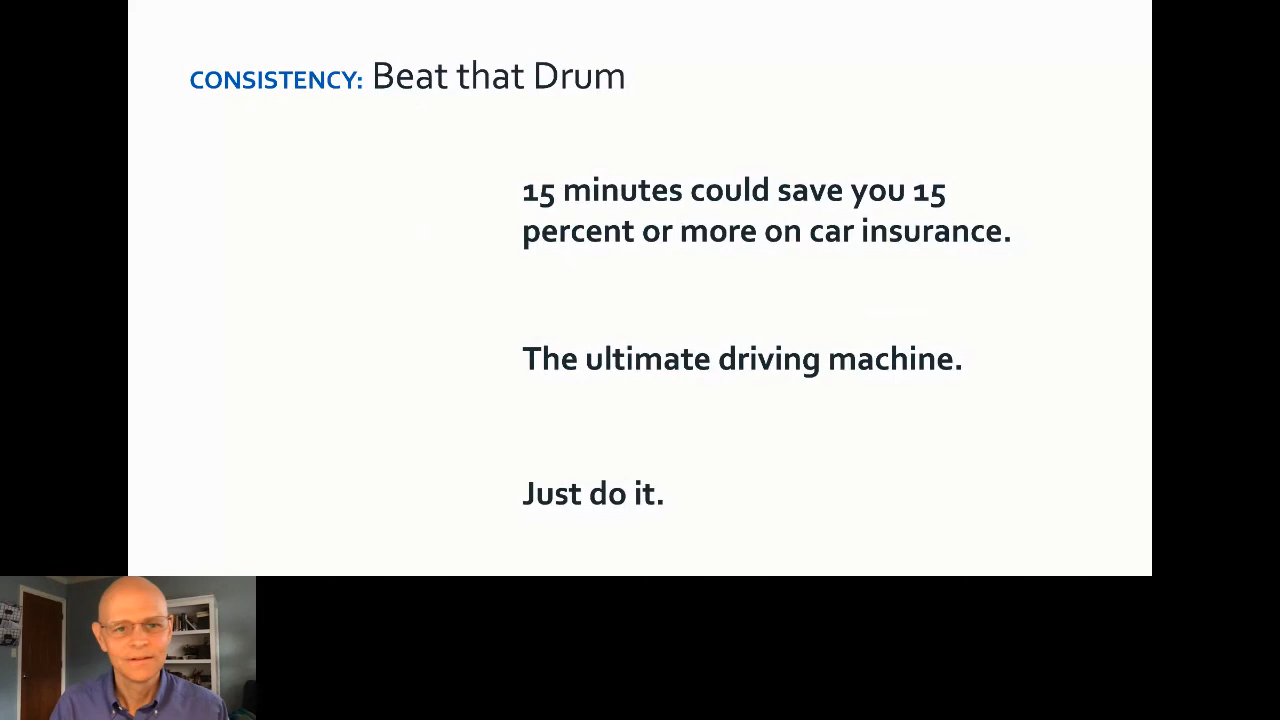 CONSISTENCY: Beat that Drum
15 minutes could save you 15
percent or more on car insurance.
The ultimate driving machine.
Just do it.